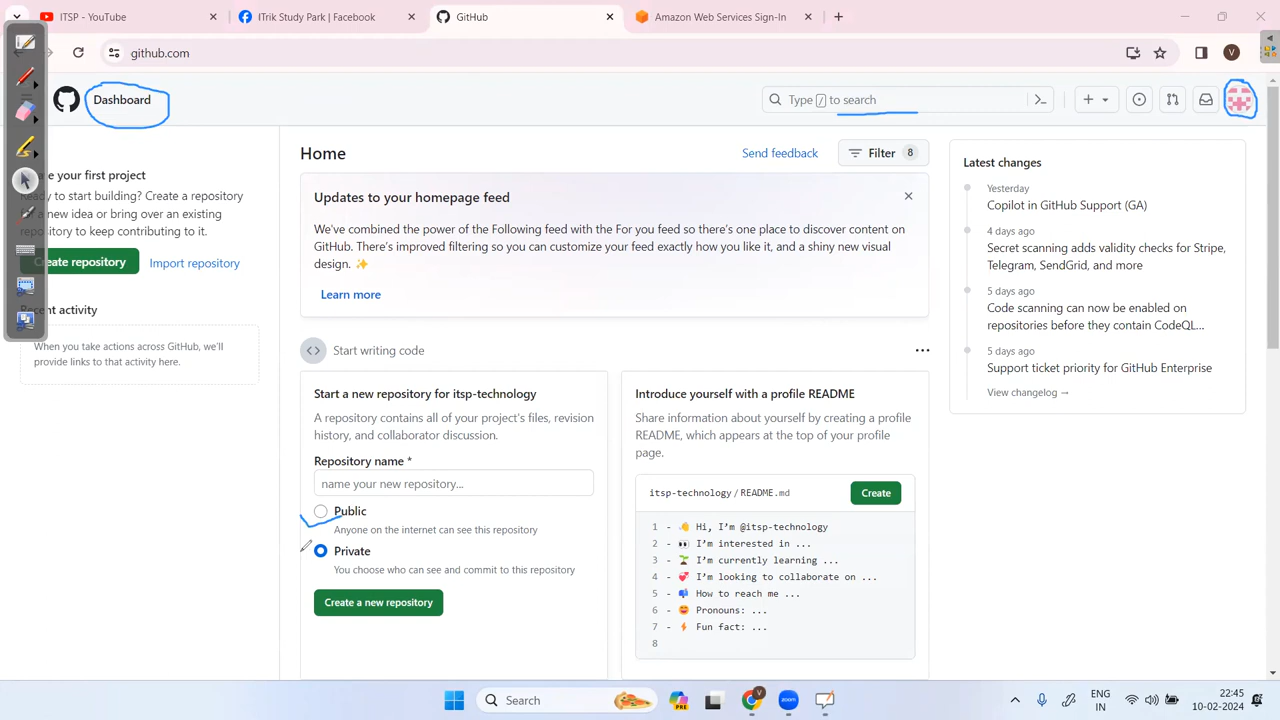 ITSP - YouTube
ITrik Study Park | Facebook
GitHub
Amazon Web Services Sign-In
github.com
V
Dashboard
Type / to search
ate your first project
Ready to start building? Create a repository
r a new idea or bring over an existing
repository to keep contributing to it.
Create repository
Import repository
Recent activity
When you take actions across GitHub, we'll
provide links to that activity here.
Home
Send feedback
Filter 8
Updates to your homepage feed
We've combined the power of the Following feed with the For you feed so there's one place to discover content on
GitHub. There's improved filtering so you can customize your feed exactly how you like it, and a shiny new visual
design. ✨
Learn more
Start writing code
Start a new repository for itsp-technology
A repository contains all of your project's files, revision
history, and collaborator discussion.
Repository name *
name your new repository...
Public
Anyone on the internet can see this repository
Private
You choose who can see and commit to this repository
Create a new repository
Introduce yourself with a profile README
Share information about yourself by creating a profile
README, which appears at the top of your profile
page.
itsp-technology / README.md
Create
1 - 👋 Hi, I'm @itsp-technology
2 - 👀 I'm interested in ...
3 - 🌱 I'm currently learning ...
4 - 💞️ I'm looking to collaborate on ...
5 - 📫 How to reach me ...
6 - 😄 Pronouns: ...
7 - ⚡ Fun fact: ...
8
Latest changes
Yesterday
Copilot in GitHub Support (GA)
4 days ago
Secret scanning adds validity checks for Stripe,
Telegram, SendGrid, and more
5 days ago
Code scanning can now be enabled on
repositories before they contain CodeQL...
5 days ago
Support ticket priority for GitHub Enterprise
View changelog →
Search
PRE
V
zoom
ENG
IN
22:45
10-02-2024